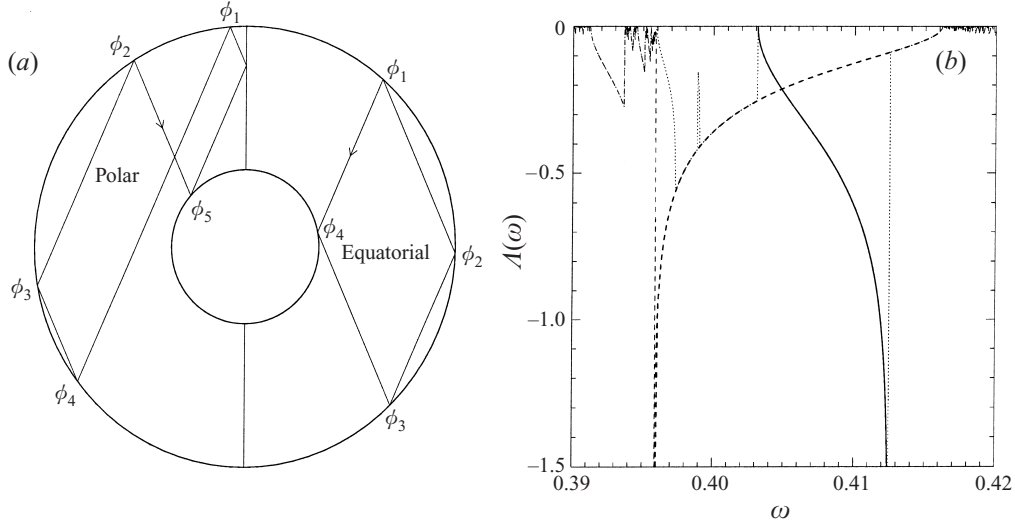 (a)
ϕ1
ϕ2
ϕ1
Polar
ϕ5
ϕ4
Equatorial
ϕ2
ϕ3
ϕ4
ϕ3
(b)
0
−0.5
−1.0
−1.5
Λ(ω)
0.39
0.40
0.41
0.42
ω